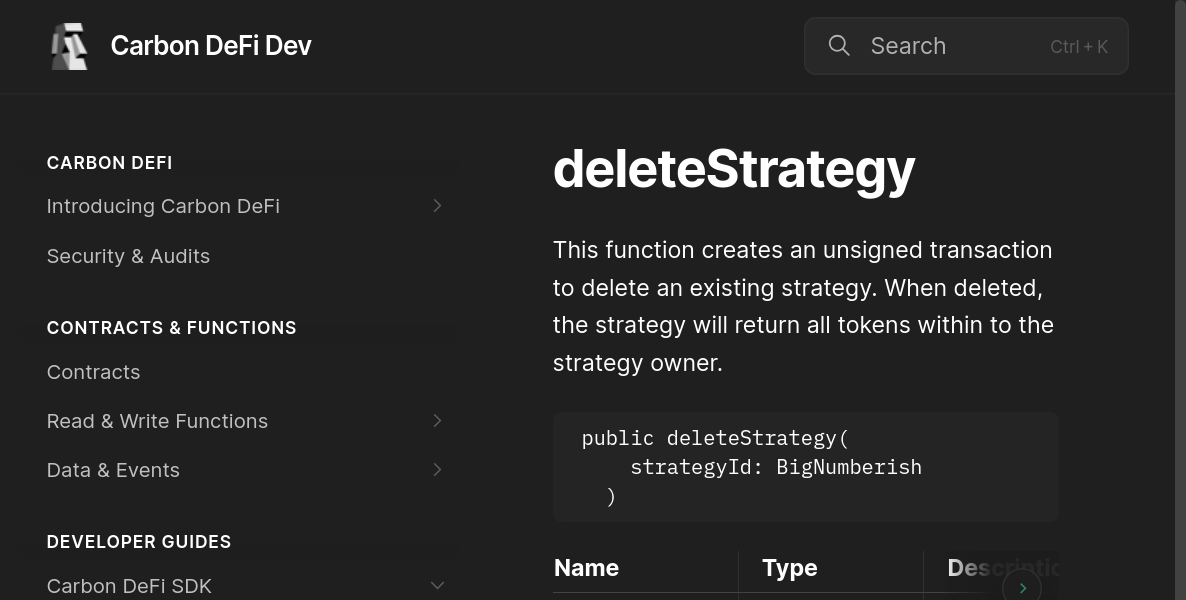 Carbon DeFi Dev
Search
Ctrl + K
CARBON DEFI
Introducing Carbon DeFi
Security & Audits
CONTRACTS & FUNCTIONS
Contracts
Read & Write Functions
Data & Events
DEVELOPER GUIDES
Carbon DeFi SDK
deleteStrategy
This function creates an unsigned transaction
to delete an existing strategy. When deleted,
the strategy will return all tokens within to the
strategy owner.
public deleteStrategy(
    strategyId: BigNumberish
  )
Name
Type
Descriptio